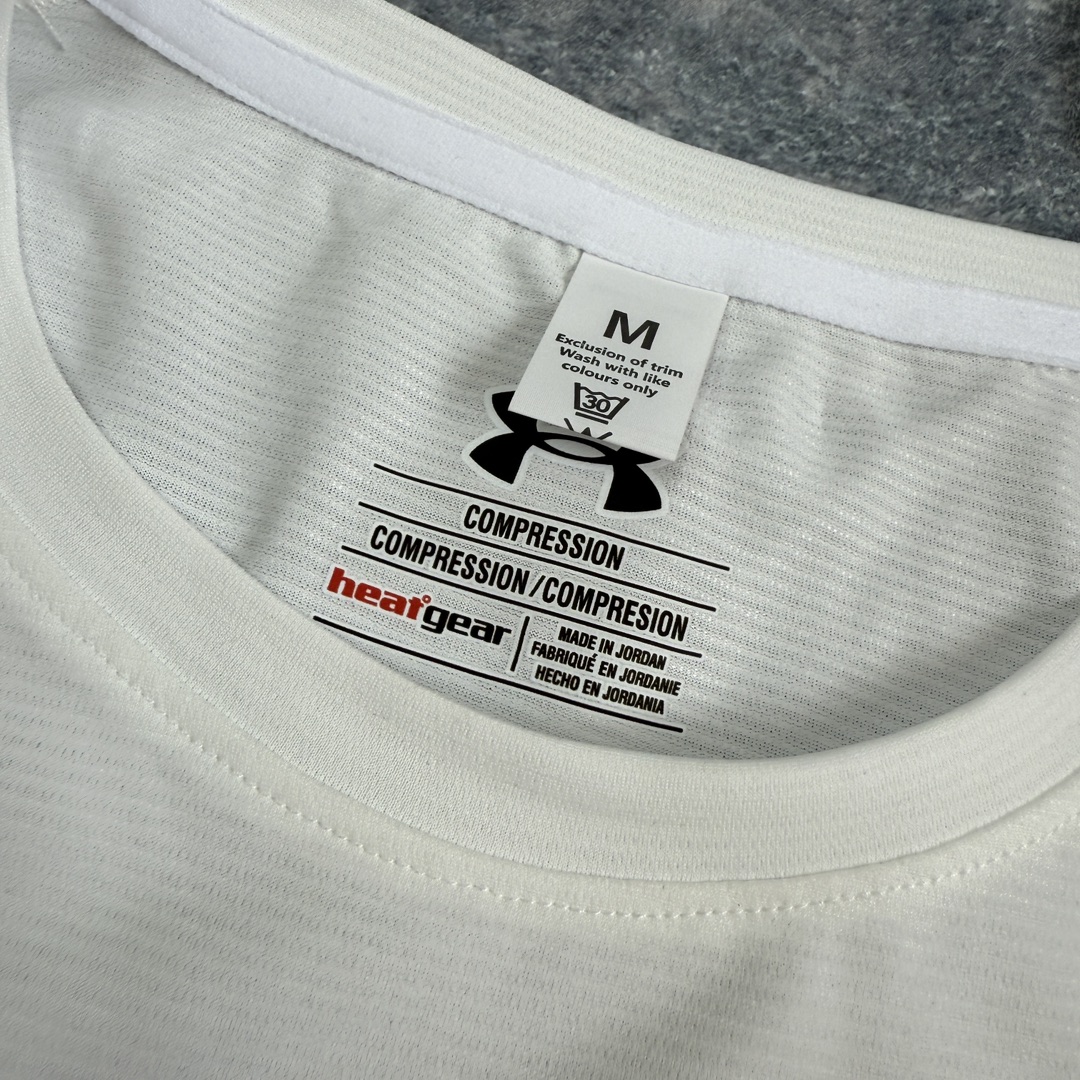 M
Exclusion of trim
Wash with like
colours only
30
COMPRESSION
COMPRESSION/COMPRESION
heatgear
MADE IN JORDAN
FABRIQUÉ EN JORDANIE
HECHO EN JORDANIA